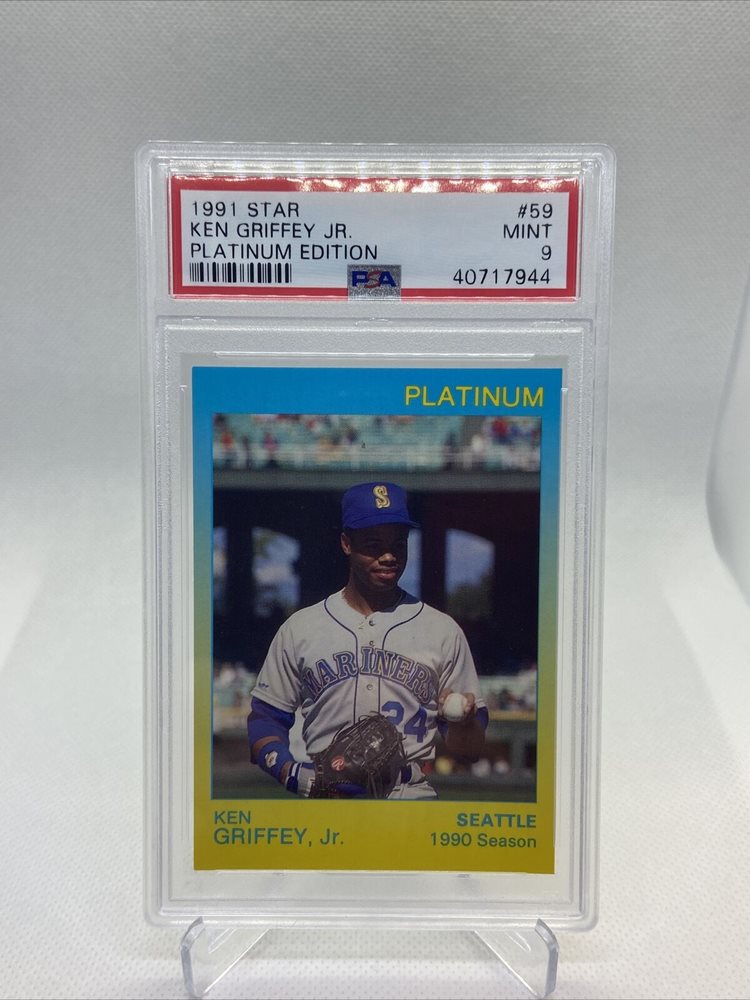 1991 STAR #59
KEN GRIFFEY JR. MINT
PLATINUM EDITION 9
PSA 40717944
PLATINUM
S
MARINERS
24
KEN SEATTLE
GRIFFEY, Jr. 1990 Season